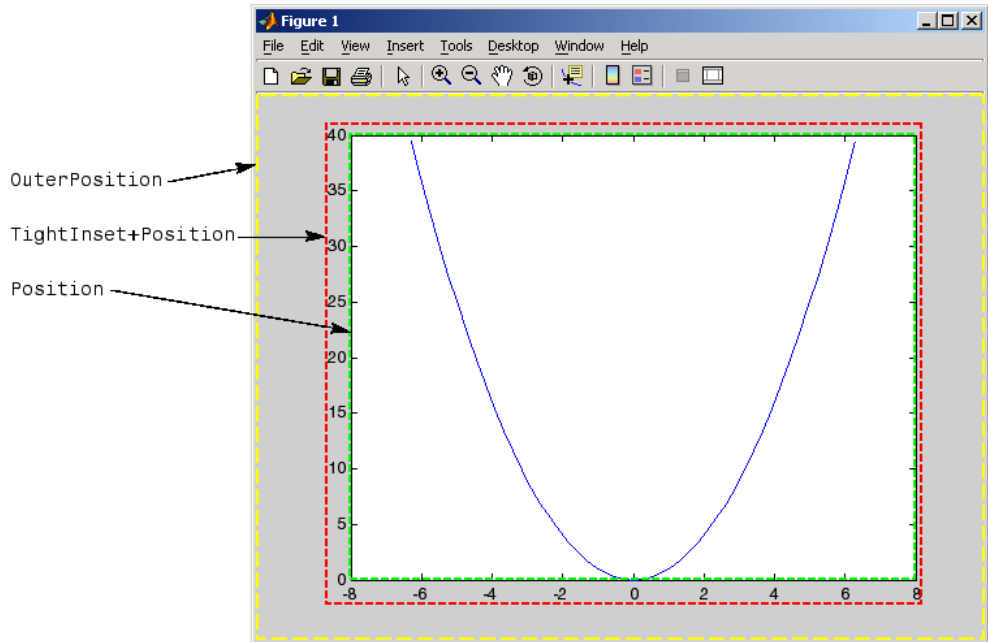 Figure 1
File Edit View Insert Tools Desktop Window Help
OuterPosition
TightInset+Position
Position
40
35
30
25
20
15
10
5
0
-8 -6 -4 -2 0 2 4 6 8